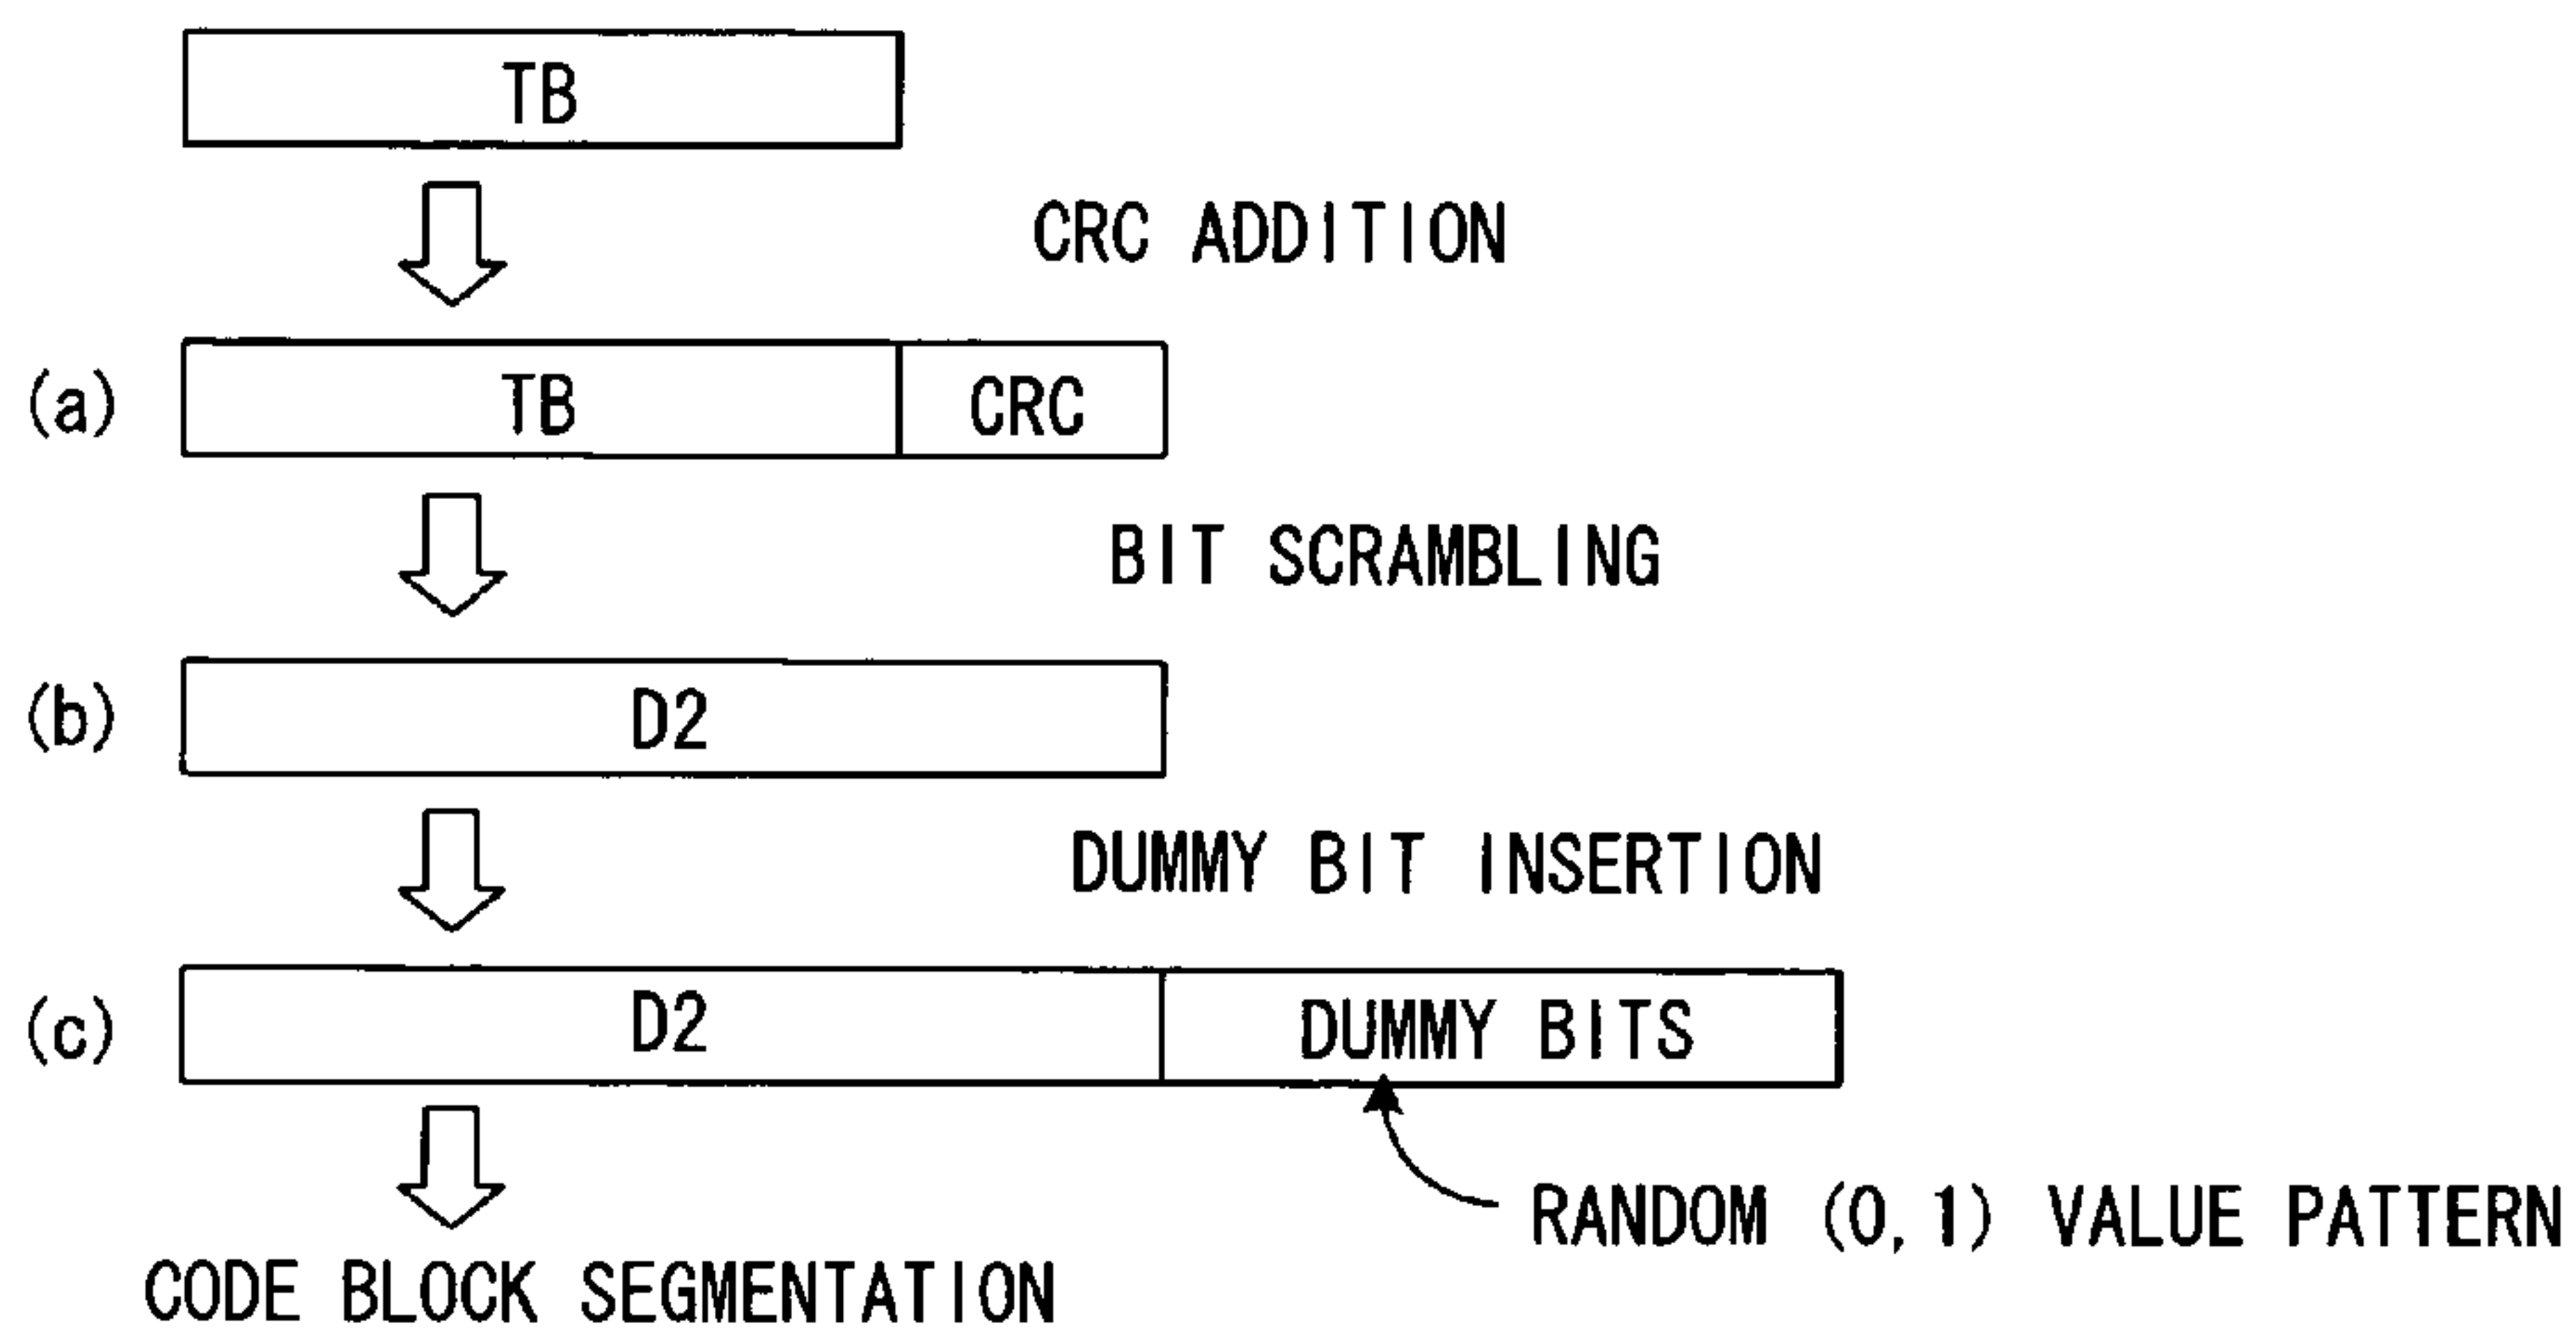 TB
CRC ADDITION
(a) TB CRC
BIT SCRAMBLING
(b) D2
DUMMY BIT INSERTION
(c) D2 DUMMY BITS
RANDOM (0,1) VALUE PATTERN
CODE BLOCK SEGMENTATION